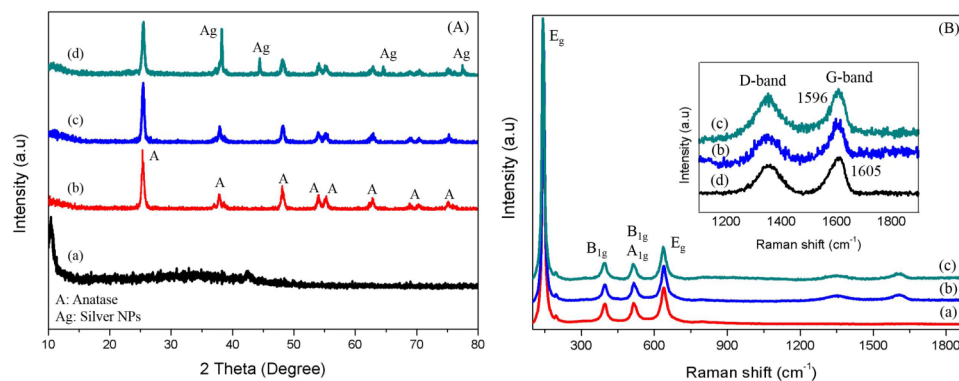 (A)
Intensity (a.u)
(d)
Ag
Ag
Ag
Ag
(c)
A
(b)
A
A
A
A
A
A
A
(a)
A: Anatase
Ag: Silver NPs
10
20
30
40
50
60
70
80
2 Theta (Degree)
(B)
Intensity (a.u)
Eg
B1g
B1g
A1g
Eg
(c)
(b)
(a)
300
600
900
1200
1500
1800
Raman shift (cm-1)
D-band
G-band
1596
(c)
(b)
(d)
1605
Intensity (a.u)
1200
1400
1600
1800
Raman shift (cm-1)